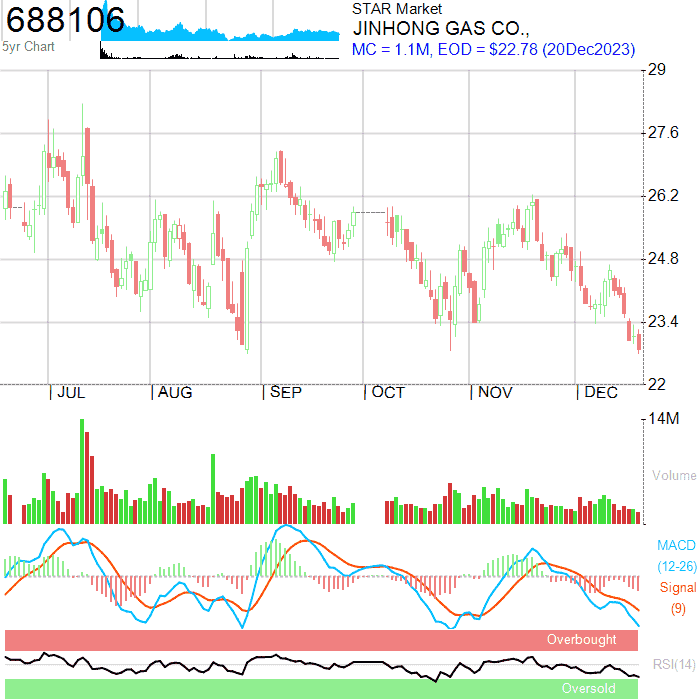 688106
5yr Chart
STAR Market
JINHONG GAS CO.,
MC = 1.1M, EOD = $22.78 (20Dec2023)
29
27.6
26.2
24.8
23.4
22
JUL AUG SEP OCT NOV DEC
14M
Volume
MACD
(12-26)
Signal
(9)
Overbought
RSI(14)
Oversold